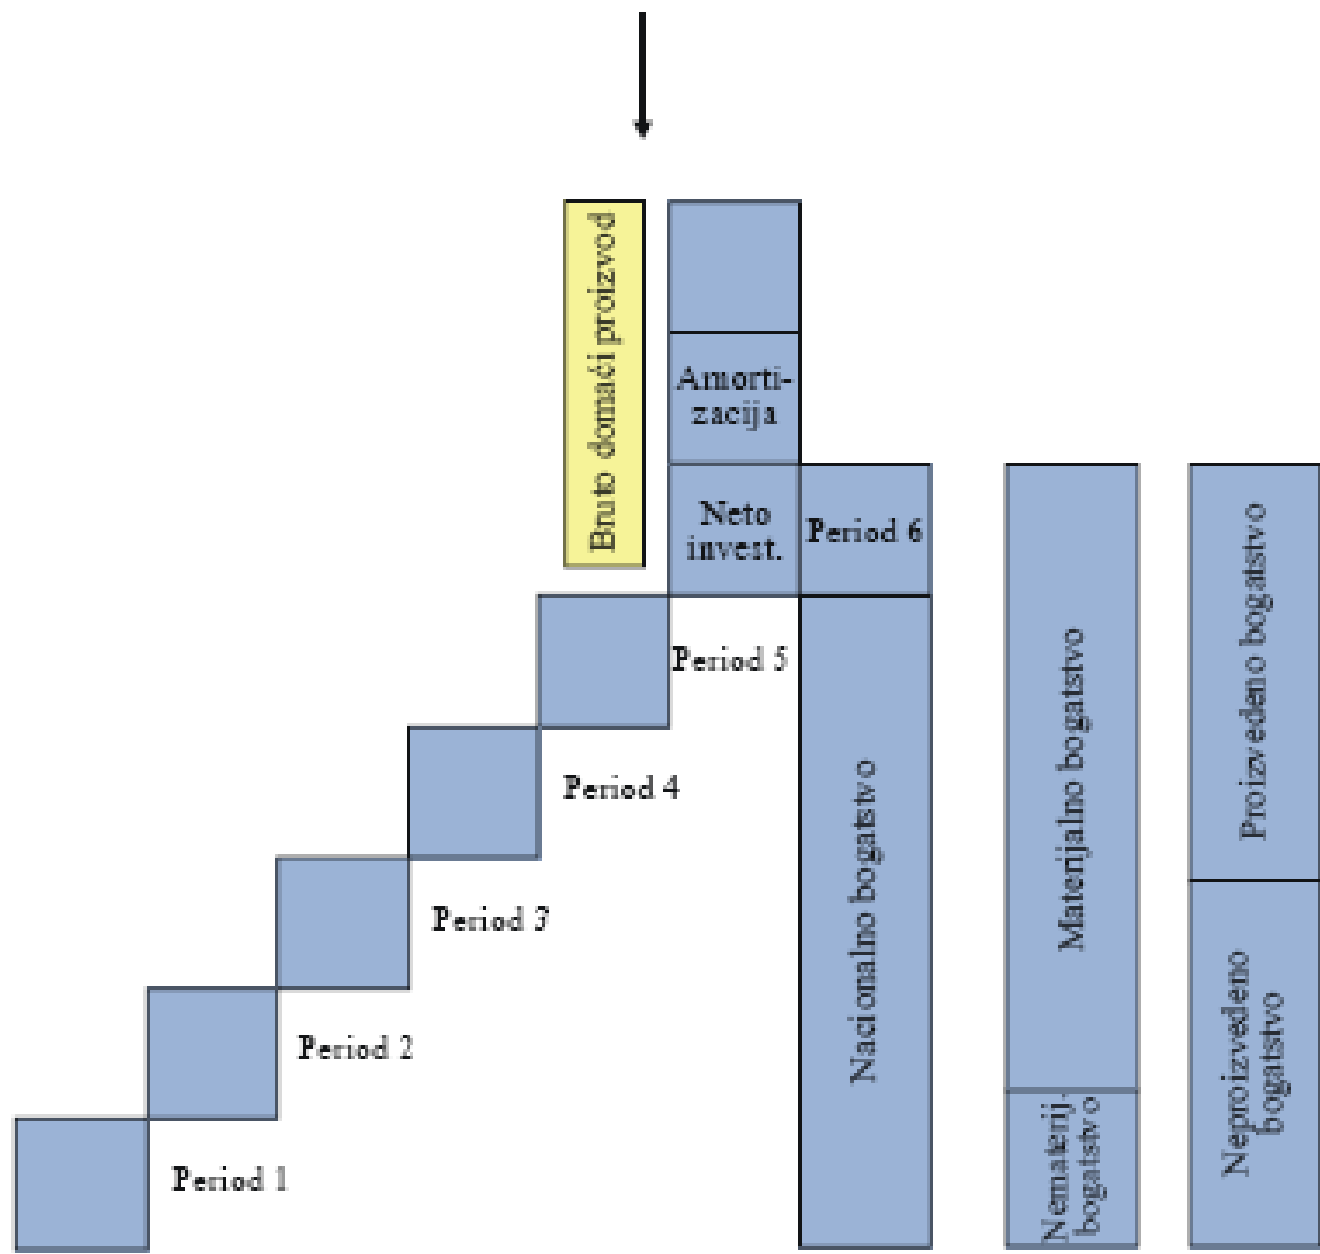 Bruto domaći proizvod
Amorti-
zacija
Neto
invest.
Period 6
Period 5
Period 4
Period 3
Period 2
Period 1
Nacionalno bogatstvo
Materijalno bogatstvo
Nematerij.
bogatstvo
Proizvedeno bogatstvo
Neproizvedeno
bogatstvo